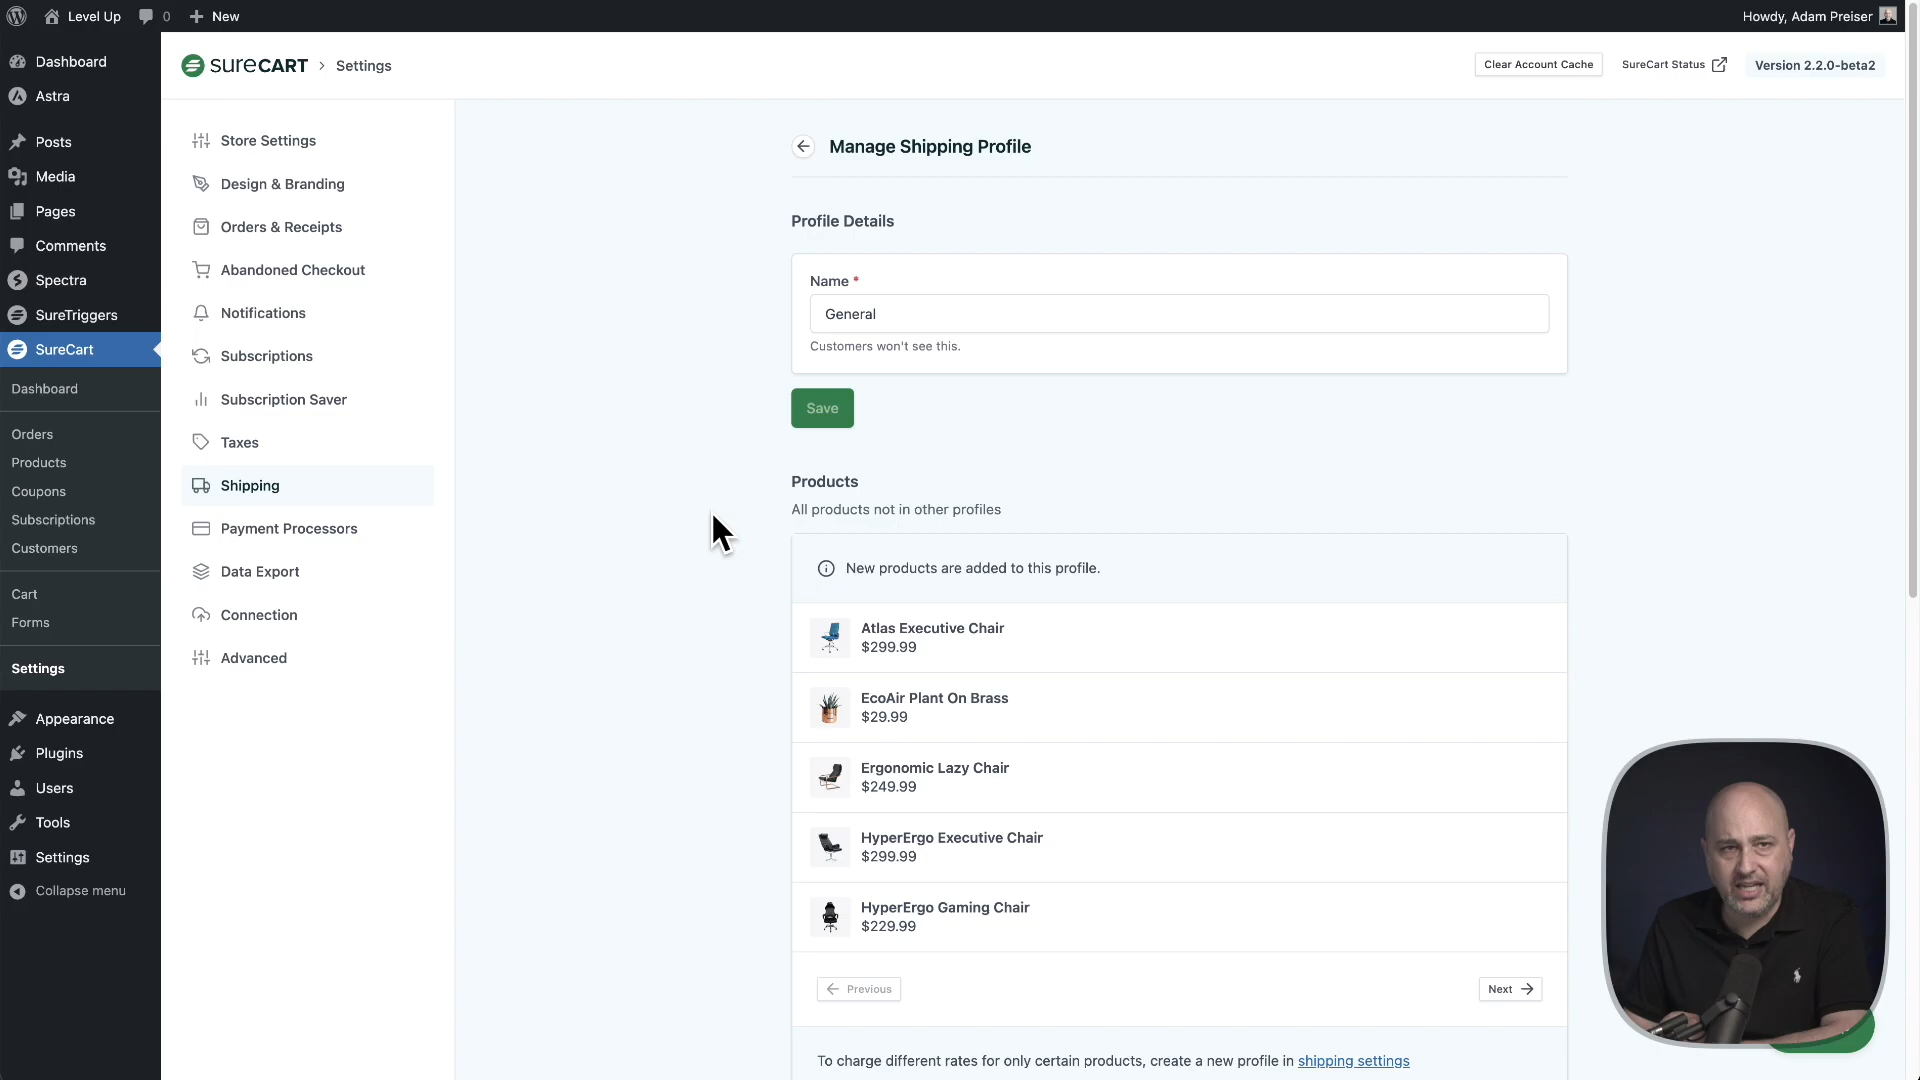 Level Up
0
New
Howdy, Adam Preiser
Dashboard
Astra
Posts
Media
Pages
Comments
Spectra
SureTriggers
SureCart
Dashboard
Orders
Products
Coupons
Subscriptions
Customers
Cart
Forms
Settings
Appearance
Plugins
Users
Tools
Settings
Collapse menu
SURECART > Settings
Clear Account Cache
SureCart Status
Version 2.2.0-beta2
Store Settings
Design & Branding
Orders & Receipts
Abandoned Checkout
Notifications
Subscriptions
Subscription Saver
Taxes
Shipping
Payment Processors
Data Export
Connection
Advanced
Manage Shipping Profile
Profile Details
Name *
General
Customers won't see this.
Save
Products
All products not in other profiles
New products are added to this profile.
Atlas Executive Chair
$299.99
EcoAir Plant On Brass
$29.99
Ergonomic Lazy Chair
$249.99
HyperErgo Executive Chair
$299.99
HyperErgo Gaming Chair
$229.99
Previous
Next
To charge different rates for only certain products, create a new profile in shipping settings